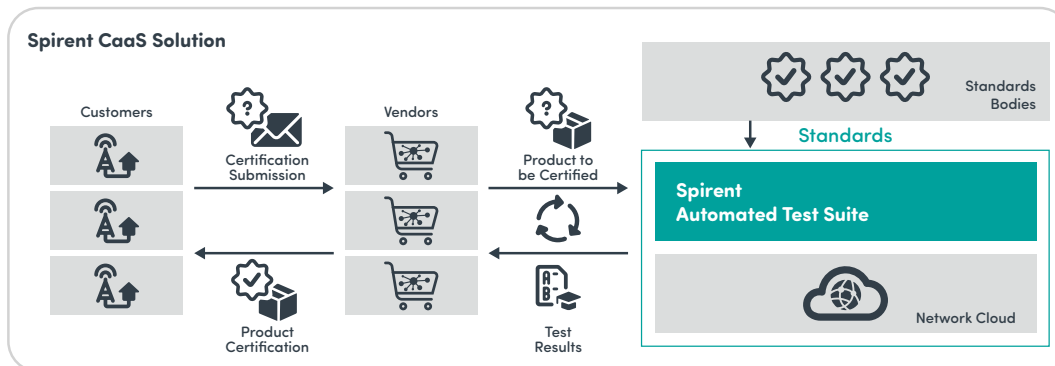 Spirent CaaS Solution
Customers
?
Certification
Submission
Vendors
?
Product to
be Certified
Standards
Bodies
Standards
Spirent
Automated Test Suite
Network Cloud
Product
Certification
A
B
Test
Results